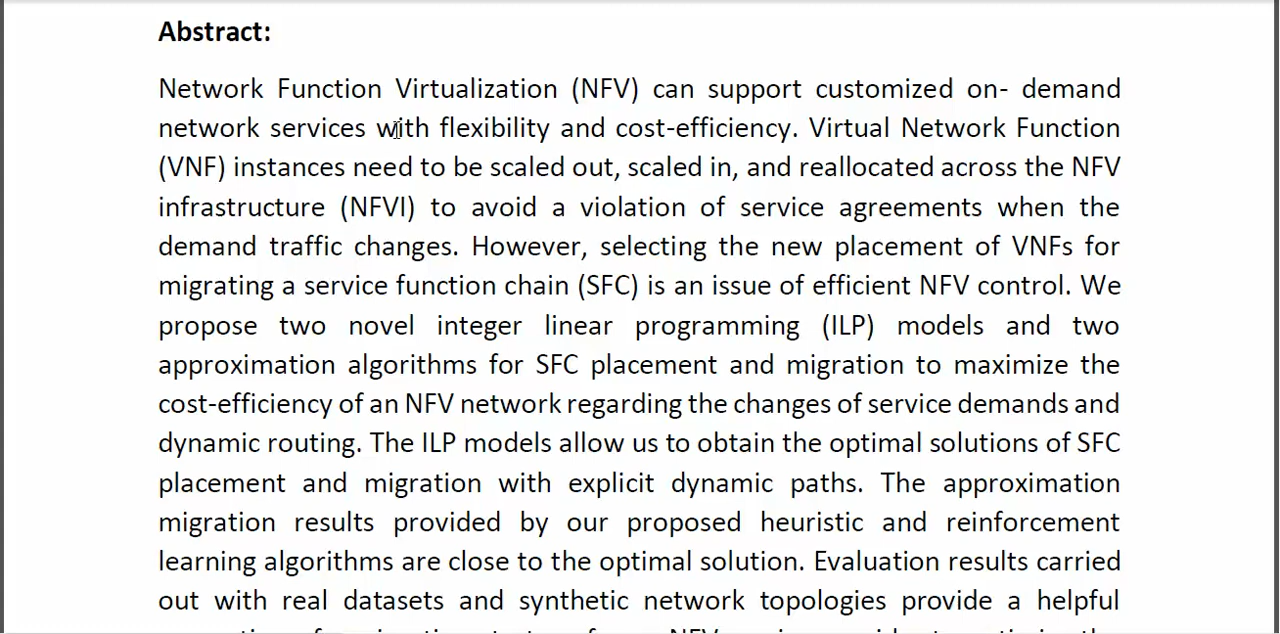 Abstract:
Network Function Virtualization (NFV) can support customized on- demand
network services with flexibility and cost-efficiency. Virtual Network Function
(VNF) instances need to be scaled out, scaled in, and reallocated across the NFV
infrastructure (NFVI) to avoid a violation of service agreements when the
demand traffic changes. However, selecting the new placement of VNFs for
migrating a service function chain (SFC) is an issue of efficient NFV control. We
propose two novel integer linear programming (ILP) models and two
approximation algorithms for SFC placement and migration to maximize the
cost-efficiency of an NFV network regarding the changes of service demands and
dynamic routing. The ILP models allow us to obtain the optimal solutions of SFC
placement and migration with explicit dynamic paths. The approximation
migration results provided by our proposed heuristic and reinforcement
learning algorithms are close to the optimal solution. Evaluation results carried
out with real datasets and synthetic network topologies provide a helpful